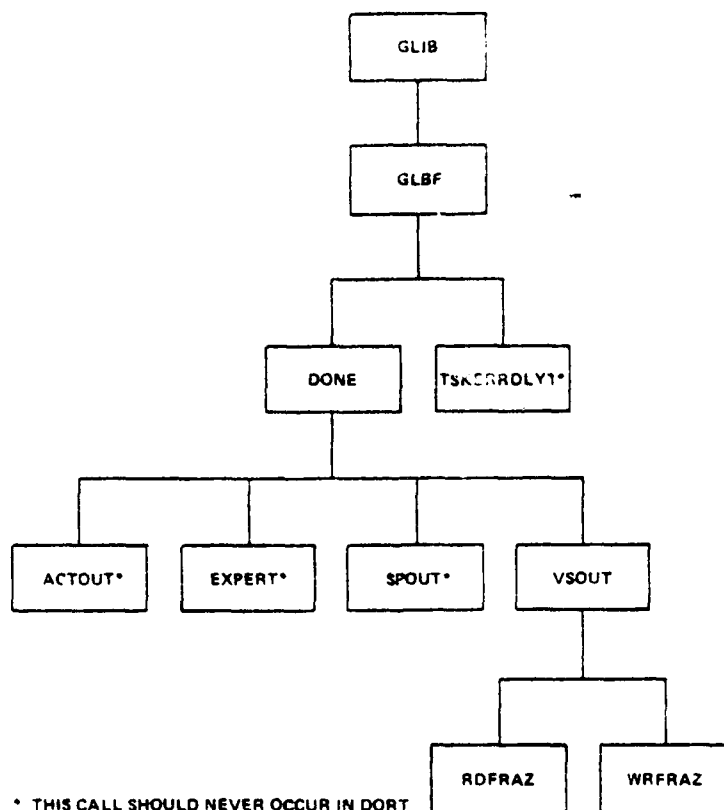 GLIB
GLBF
DONE
ACTOUT*
EXPERT*
SPOUT*
VSOUT
RDFRAZ
WRFRAZ
* THIS CALL SHOULD NEVER OCCUR IN DORT